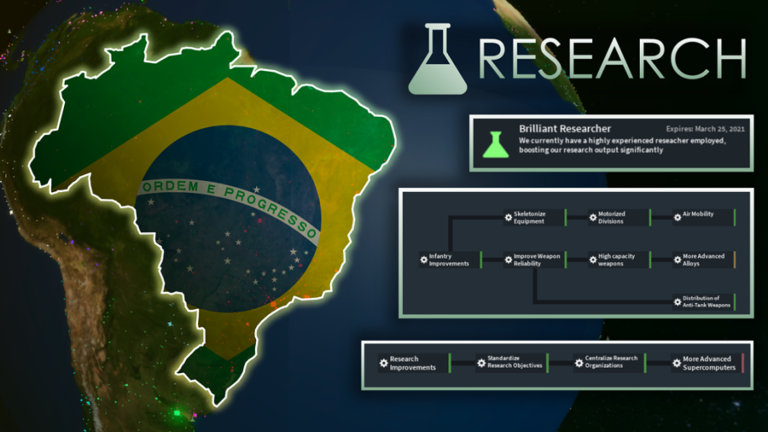 RESEARCH
Brilliant Researcher
Expires: March 25, 2021
We currently have a highly experienced reseacher employed,
boosting our research output significantly
ORDEM E PROGRESSO
Skeletonize
Equipment
Motorized
Divisions
Air Mobility
Infantry
Improvements
Improve Weapon
Reliability
High capacity
weapons
More Advanced
Alloys
Distribution of
Anti-Tank Weapons
Research
Improvements
Standardize
Research Objectives
Centralize Research
Organizations
More Advanced
Supercomputers